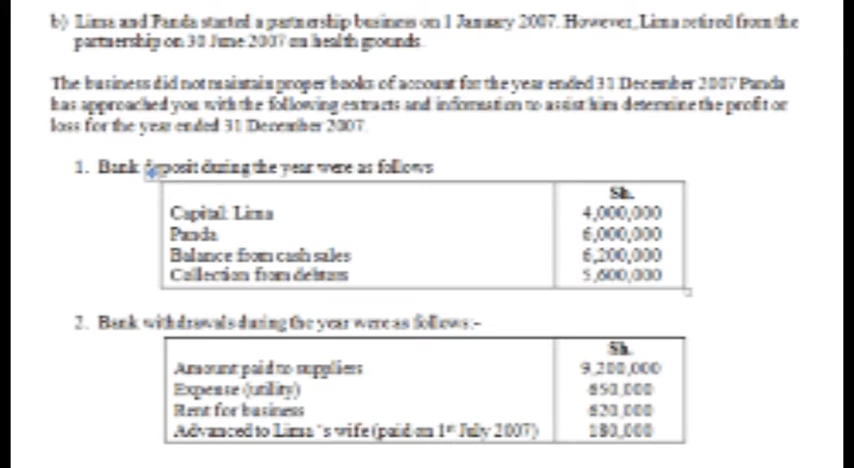 b) Lima and Panda started a partnership business on 1 January 2007. However, Lima retired from the
partnership on 30 June 2007 on health grounds.
The business did not maintain proper books of account for the year ended 31 December 2007 Panda
has approached you with the following extracts and information to assist him determine the profit or
loss for the year ended 31 December 2007.
1. Bank deposit during the year were as follows
Sh.
Capital: Lima 4,000,000
Panda 6,000,000
Balance from cash sales 6,200,000
Collection from debtors 5,600,000
2. Bank withdrawals during the year were as follows:-
Sh.
Amount paid to suppliers 9,200,000
Expense (utility) 650,000
Rent for business 620,000
Advanced to Lima 's wife (paid on 1st July 2007) 180,000